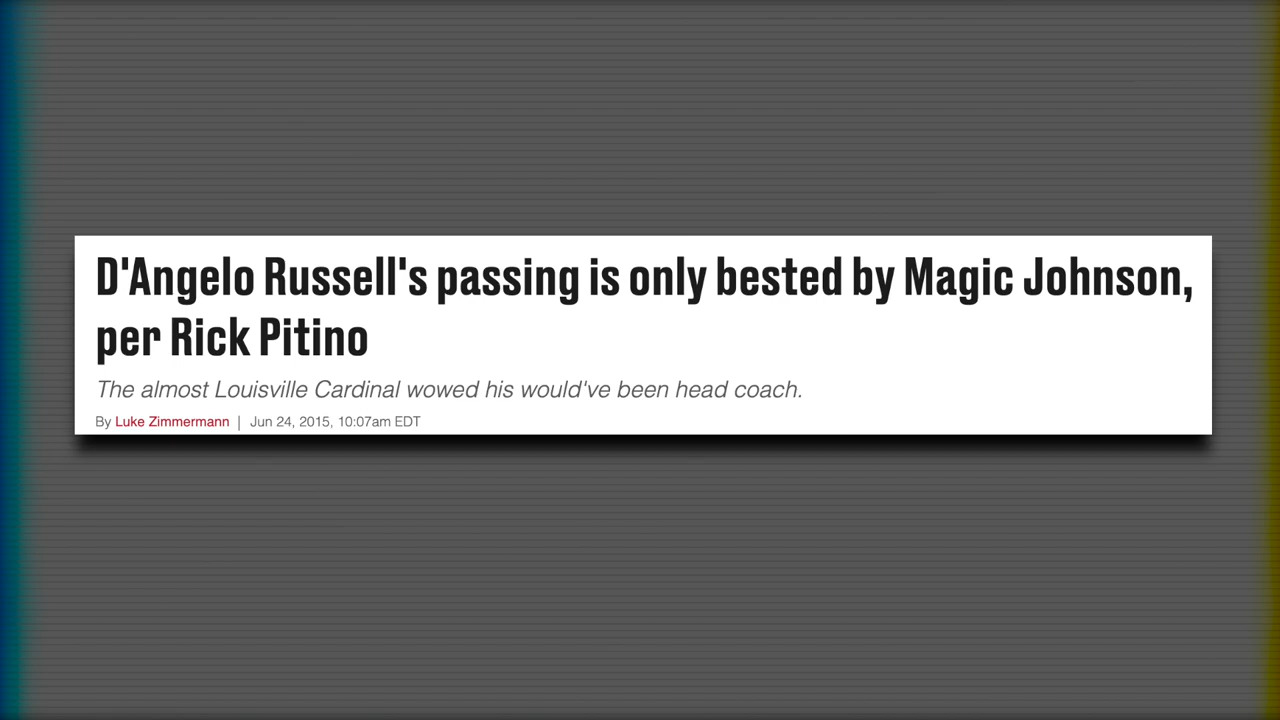 D'Angelo Russell's passing is only bested by Magic Johnson,
per Rick Pitino
The almost Louisville Cardinal wowed his would've been head coach.
By Luke Zimmermann | Jun 24, 2015, 10:07am EDT